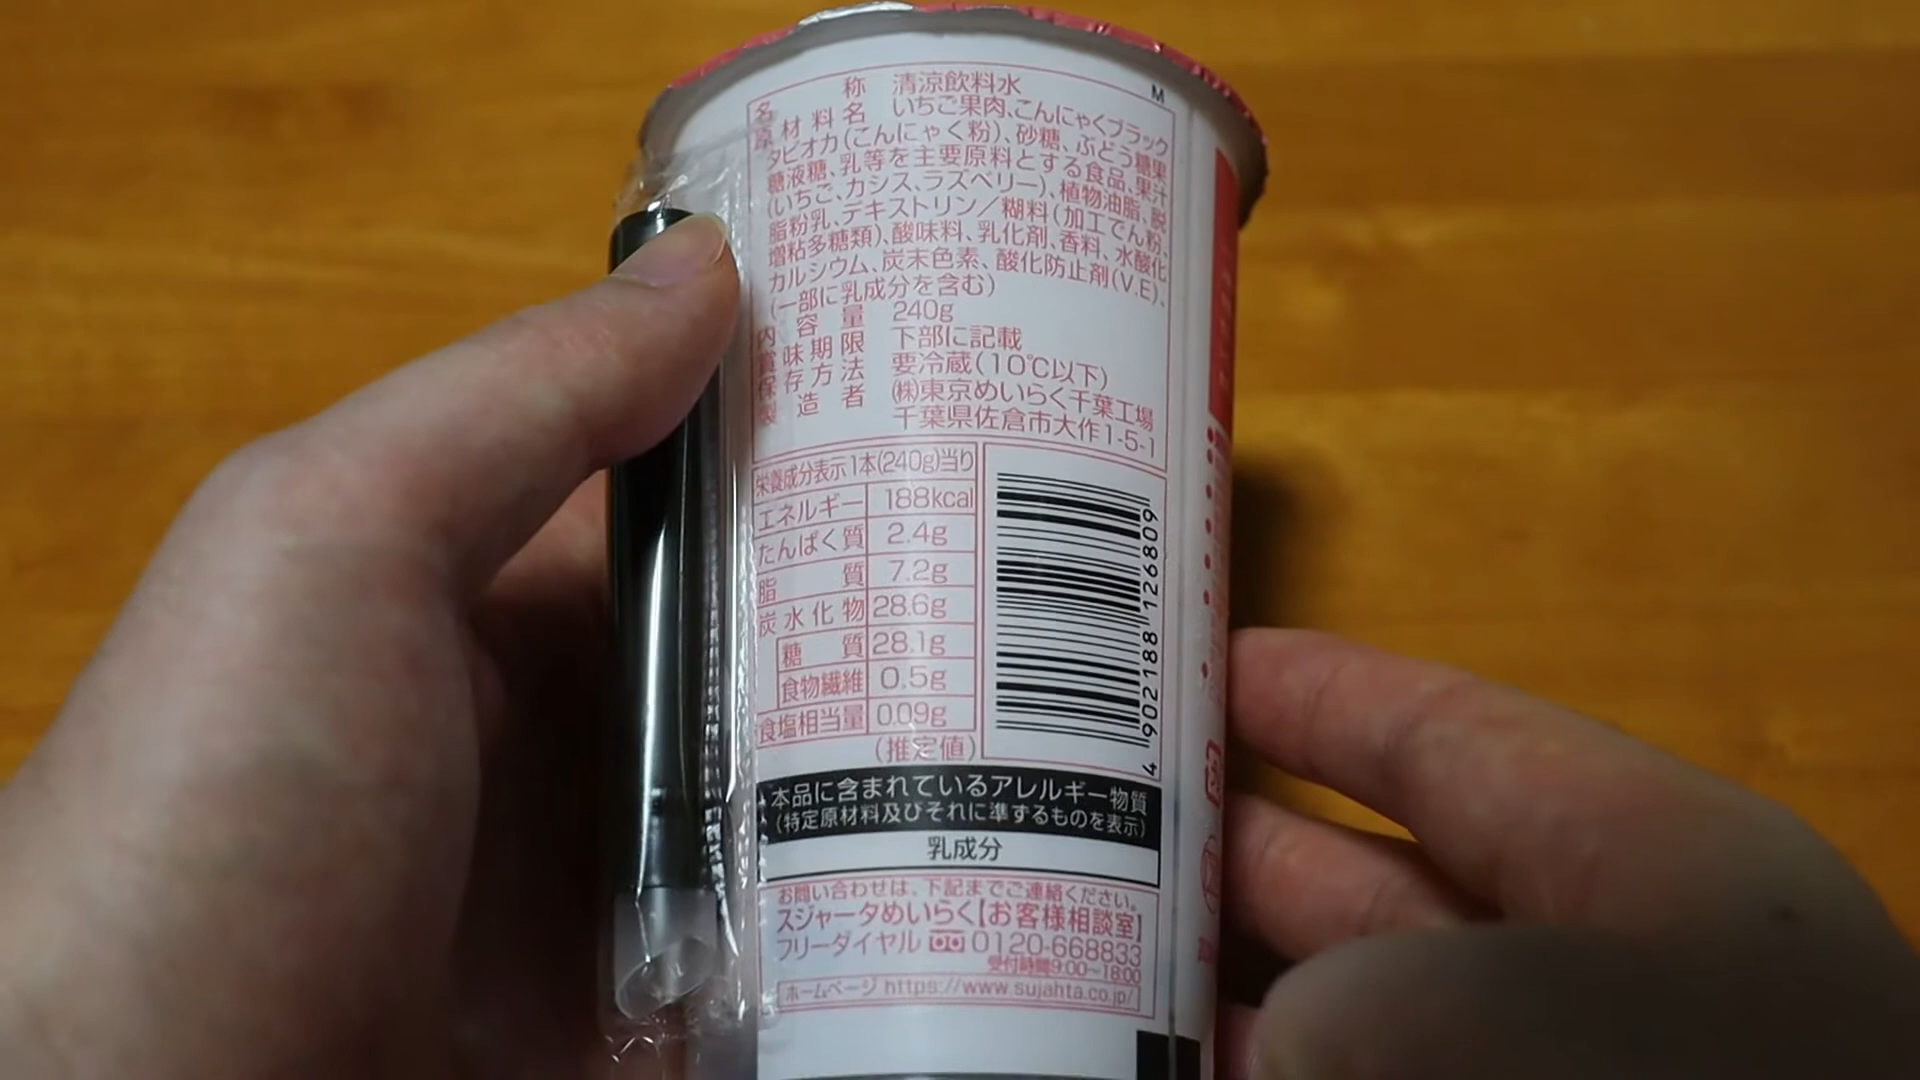 名称 清涼飲料水
M
原材料名 いちご果肉、こんにゃくブラック
タピオカ(こんにゃく粉)、砂糖、ぶどう糖果
糖液糖、乳等を主要原料とする食品、果汁
(いちご、カシス、ラズベリー)、植物油脂、脱
脂粉乳、デキストリン/糊料(加工でん粉、
増粘多糖類)、酸味料、乳化剤、香料、水酸化
カルシウム、炭末色素、酸化防止剤(V.E)、
(一部に乳成分を含む)
内容量 240g
賞味期限 下部に記載
保存方法 要冷蔵(10℃以下)
製造者 ㈱東京めいらく千葉工場
千葉県佐倉市大作1-5-1
栄養成分表示1本(240g)当り
エネルギー 188kcal
たんぱく質 2.4g
脂質 7.2g
炭水化物 28.6g
糖質 28.1g
食物繊維 0.5g
食塩相当量 0.09g
(推定値)
4 902188 126809
本品に含まれているアレルギー物質
(特定原材料及びそれに準ずるものを表示)
乳成分
お問い合わせは、下記までご連絡ください。
スジャータめいらく【お客様相談室】
フリーダイヤル 0120-668833
受付時間9:00~18:00
ホームページ https://www.sujahta.co.jp/